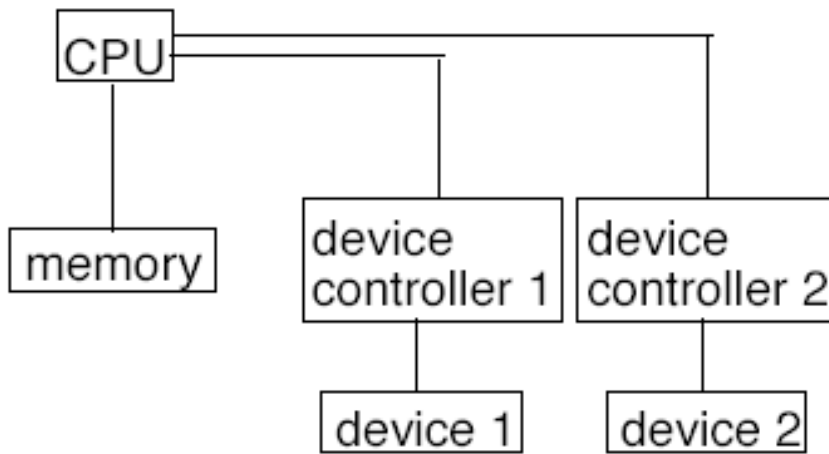 CPU
memory
device
controller 1
device
controller 2
device 1
device 2